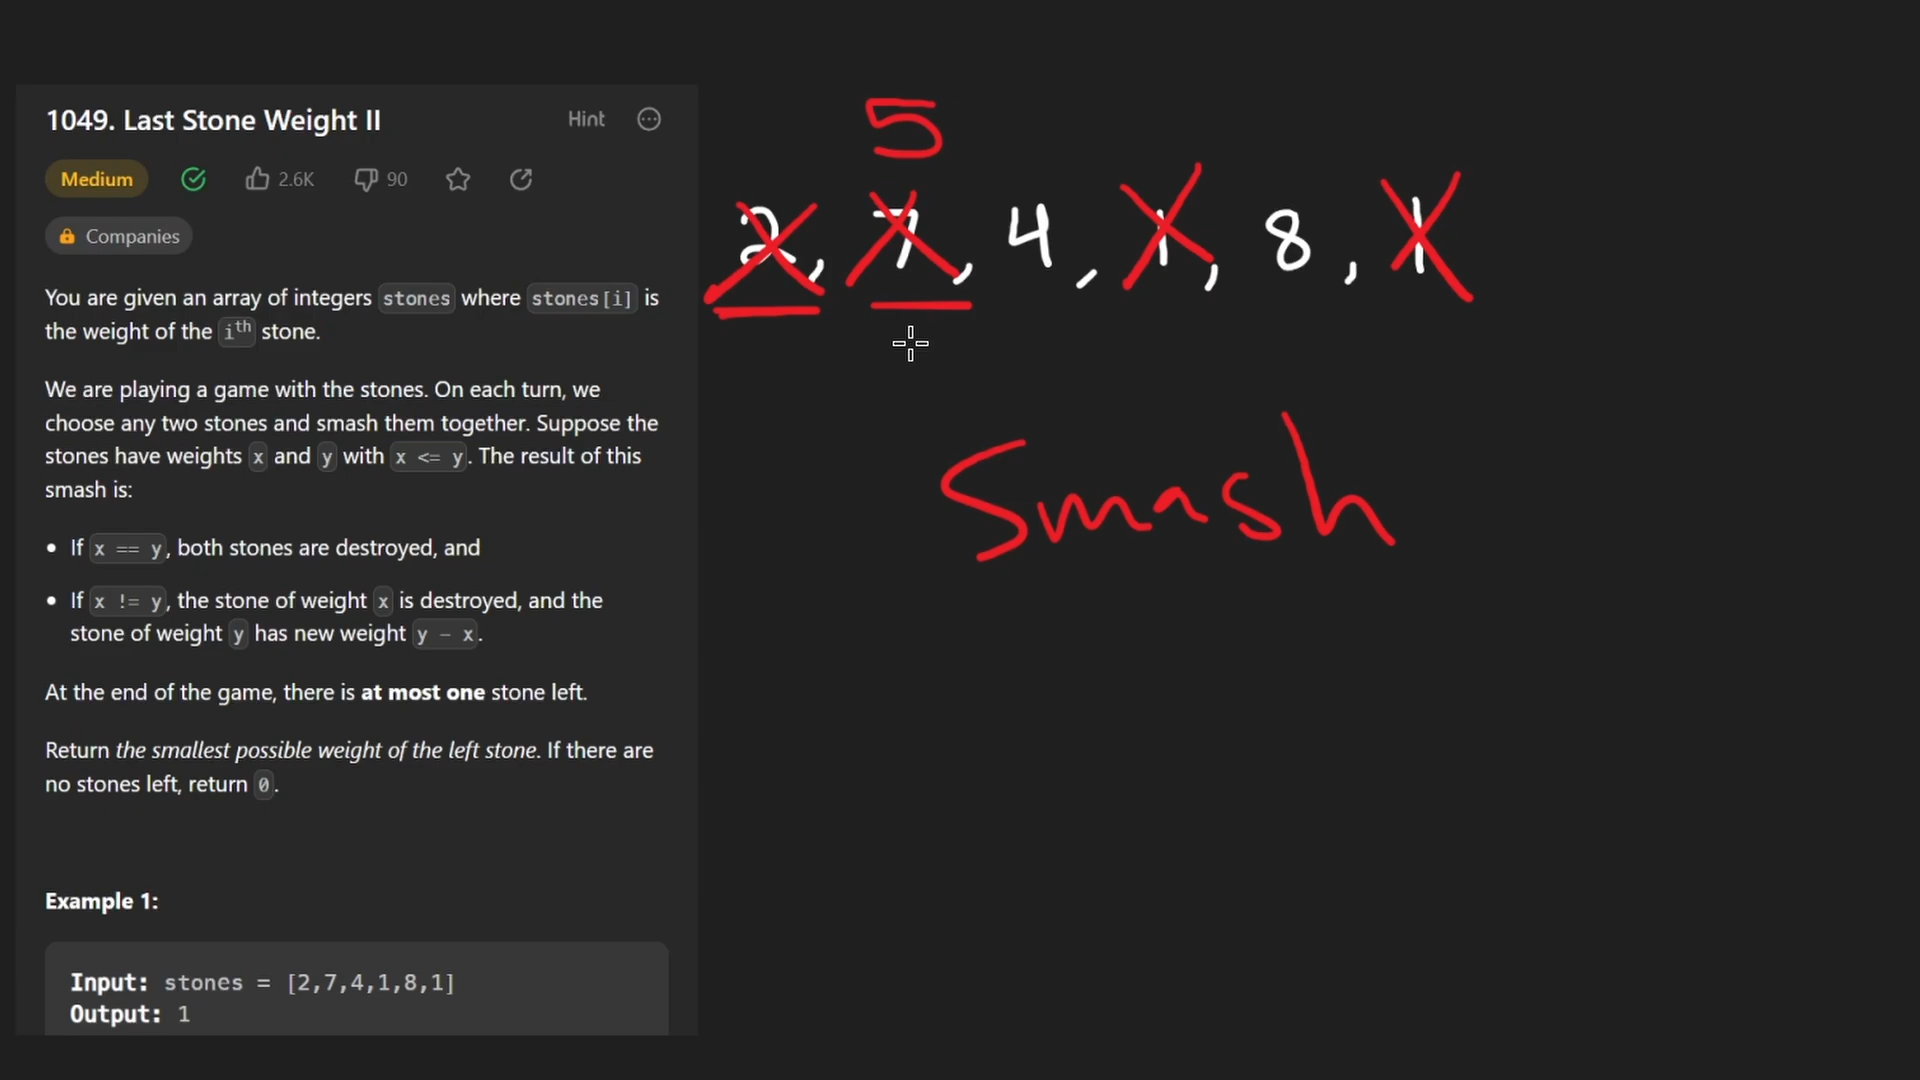 1049. Last Stone Weight II
Hint
Medium
2.6K
90
Companies
You are given an array of integers stones where stones[i] is
the weight of the ith stone.
We are playing a game with the stones. On each turn, we
choose any two stones and smash them together. Suppose the
stones have weights x and y with x <= y. The result of this
smash is:
• If x == y, both stones are destroyed, and
• If x != y, the stone of weight x is destroyed, and the
stone of weight y has new weight y - x.
At the end of the game, there is at most one stone left.
Return the smallest possible weight of the left stone. If there are
no stones left, return 0.
Example 1:
Input: stones = [2,7,4,1,8,1]
Output: 1
5
2, 7, 4, 1, 8, 1
Smash